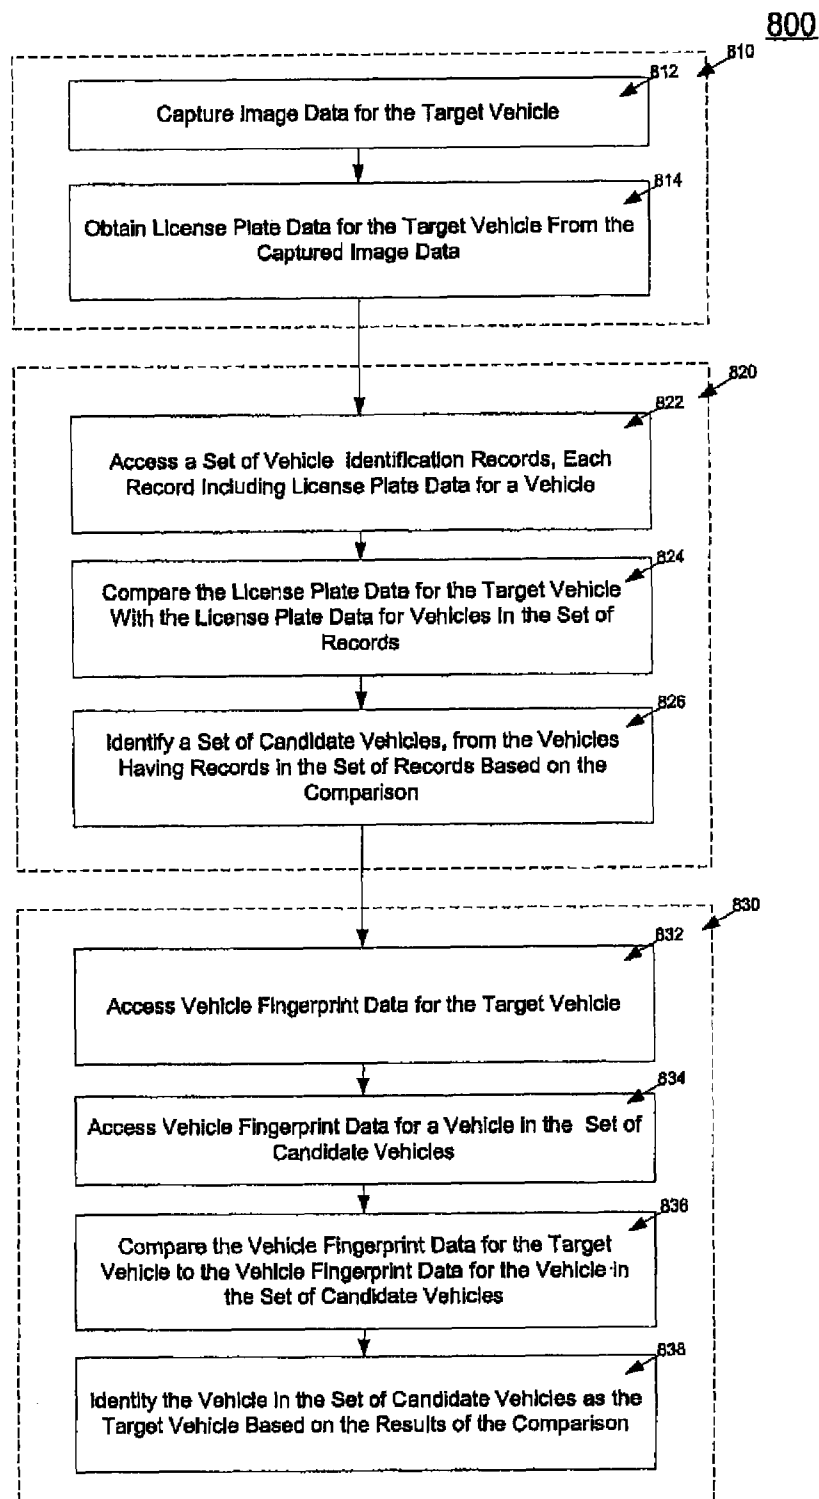 800
810
812
Capture Image Data for the Target Vehicle
814
Obtain License Plate Data for the Target Vehicle From the
Captured Image Data
820
822
Access a Set of Vehicle Identification Records, Each
Record Including License Plate Data for a Vehicle
824
Compare the License Plate Data for the Target Vehicle
With the License Plate Data for Vehicles in the Set of
Records
826
Identify a Set of Candidate Vehicles, from the Vehicles
Having Records in the Set of Records Based on the
Comparison
830
832
Access Vehicle Fingerprint Data for the Target Vehicle
834
Access Vehicle Fingerprint Data for a Vehicle in the Set of
Candidate Vehicles
836
Compare the Vehicle Fingerprint Data for the Target
Vehicle to the Vehicle Fingerprint Data for the Vehicle in
the Set of Candidate Vehicles
838
Identity the Vehicle in the Set of Candidate Vehicles as the
Target Vehicle Based on the Results of the Comparison